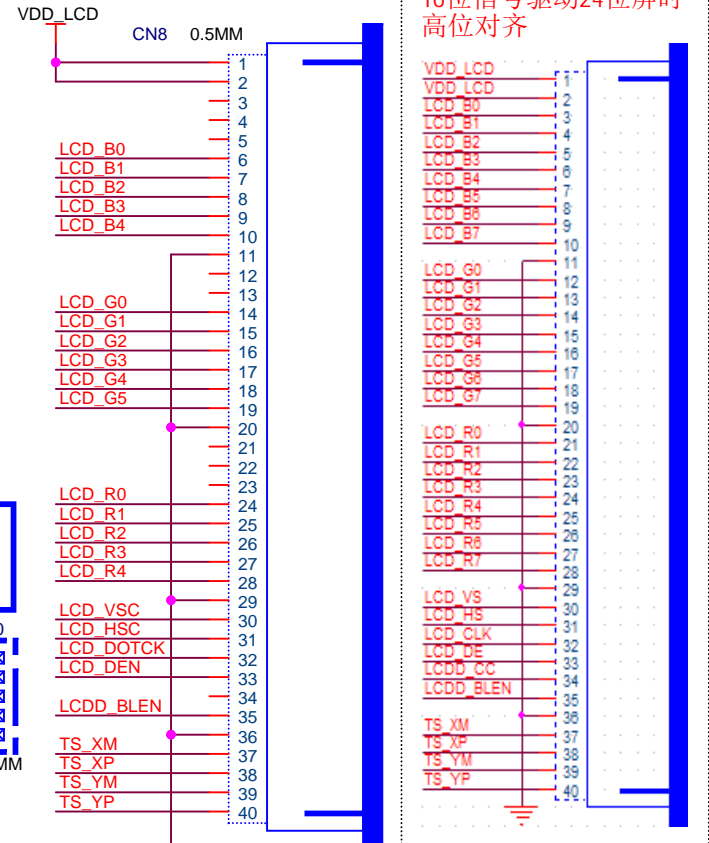 VDD_LCD
CN8 0.5MM
1
2
3
4
5
LCD_B0 6
LCD_B1 7
LCD_B2 8
LCD_B3 9
LCD_B4 10
11
12
13
LCD_G0 14
LCD_G1 15
LCD_G2 16
LCD_G3 17
LCD_G4 18
LCD_G5 19
20
21
22
23
LCD_R0 24
LCD_R1 25
LCD_R2 26
LCD_R3 27
LCD_R4 28
29
LCD_VSC 30
LCD_HSC 31
LCD_DOTCK 32
LCD_DEN 33
34
LCDD_BLEN 35
36
TS_XM 37
TS_XP 38
TS_YM 39
TS_YP 40
MM
16位信号驱动24位屏时
高位对齐
VDD_LCD 1
VDD_LCD 2
LCD_B0 3
LCD_B1 4
LCD_B2 5
LCD_B3 6
LCD_B4 7
LCD_B5 8
LCD_B6 9
LCD_B7 10
11
LCD_G0 12
LCD_G1 13
LCD_G2 14
LCD_G3 15
LCD_G4 16
LCD_G5 17
LCD_G6 18
LCD_G7 19
20
LCD_R0 21
LCD_R1 22
LCD_R2 23
LCD_R3 24
LCD_R4 25
LCD_R5 26
LCD_R6 27
LCD_R7 28
29
LCD_VS 30
LCD_HS 31
LCD_CLK 32
LCD_DE 33
LCDD_CC 34
LCDD_BLEN 35
36
TS_XM 37
TS_XP 38
TS_YM 39
TS_YP 40